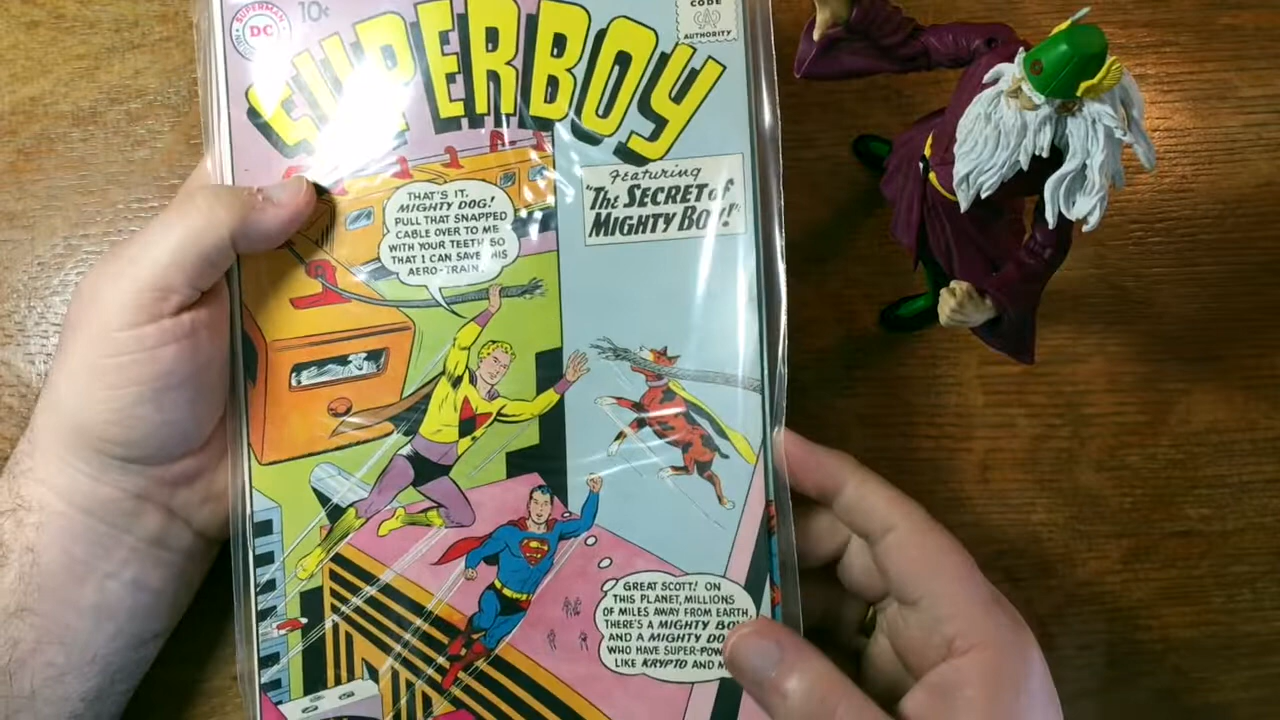 SUPERMAN
DC
10¢
CODE
AUTHORITY
SUPERBOY
Featuring
"The SECRET of
MIGHTY BOY!"
THAT'S IT,
MIGHTY DOG!
PULL THAT SNAPPED
CABLE OVER TO ME
WITH YOUR TEETH SO
THAT I CAN SAVE THIS
AERO-TRAIN.
S
GREAT SCOTT! ON
THIS PLANET, MILLIONS
OF MILES AWAY FROM EARTH,
THERE'S A MIGHTY BOY
AND A MIGHTY DO
WHO HAVE SUPER-POW
LIKE KRYPTO AND M